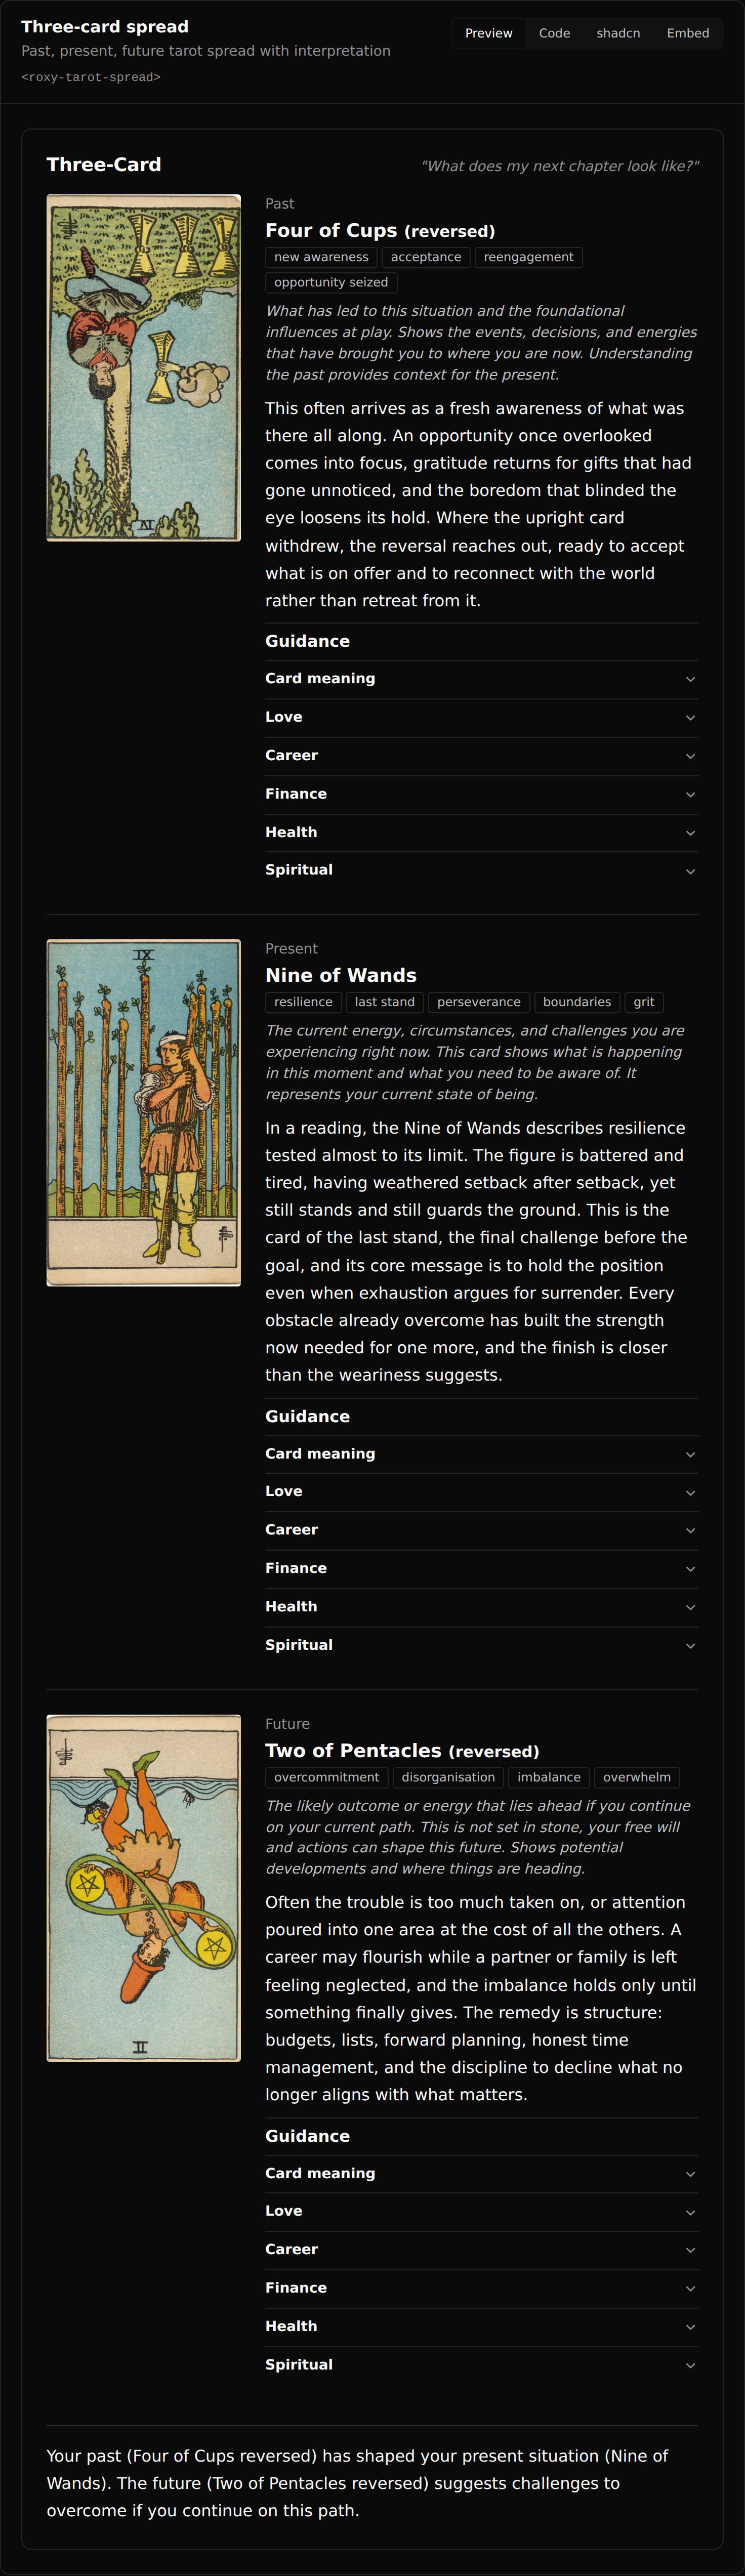 Three-card spread
Past, present, future tarot spread with interpretation
<roxy-tarot-spread>
Preview
Code
shadcn
Embed
Three-Card
"What does my next chapter look like?"
Past
Four of Cups (reversed)
new awareness
acceptance
reengagement
opportunity seized
What has led to this situation and the foundational
influences at play. Shows the events, decisions, and energies
that have brought you to where you are now. Understanding
the past provides context for the present.
This often arrives as a fresh awareness of what was
there all along. An opportunity once overlooked
comes into focus, gratitude returns for gifts that had
gone unnoticed, and the boredom that blinded the
eye loosens its hold. Where the upright card
withdrew, the reversal reaches out, ready to accept
what is on offer and to reconnect with the world
rather than retreat from it.
IV
Guidance
Card meaning
Love
Career
Finance
Health
Spiritual
IX
Present
Nine of Wands
resilience
last stand
perseverance
boundaries
grit
The current energy, circumstances, and challenges you are
experiencing right now. This card shows what is happening
in this moment and what you need to be aware of. It
represents your current state of being.
In a reading, the Nine of Wands describes resilience
tested almost to its limit. The figure is battered and
tired, having weathered setback after setback, yet
still stands and still guards the ground. This is the
card of the last stand, the final challenge before the
goal, and its core message is to hold the position
even when exhaustion argues for surrender. Every
obstacle already overcome has built the strength
now needed for one more, and the finish is closer
than the weariness suggests.
Guidance
Card meaning
Love
Career
Finance
Health
Spiritual
Future
Two of Pentacles (reversed)
overcommitment
disorganisation
imbalance
overwhelm
The likely outcome or energy that lies ahead if you continue
on your current path. This is not set in stone, your free will
and actions can shape this future. Shows potential
developments and where things are heading.
Often the trouble is too much taken on, or attention
poured into one area at the cost of all the others. A
career may flourish while a partner or family is left
feeling neglected, and the imbalance holds only until
something finally gives. The remedy is structure:
budgets, lists, forward planning, honest time
management, and the discipline to decline what no
longer aligns with what matters.
II
Guidance
Card meaning
Love
Career
Finance
Health
Spiritual
Your past (Four of Cups reversed) has shaped your present situation (Nine of
Wands). The future (Two of Pentacles reversed) suggests challenges to
overcome if you continue on this path.